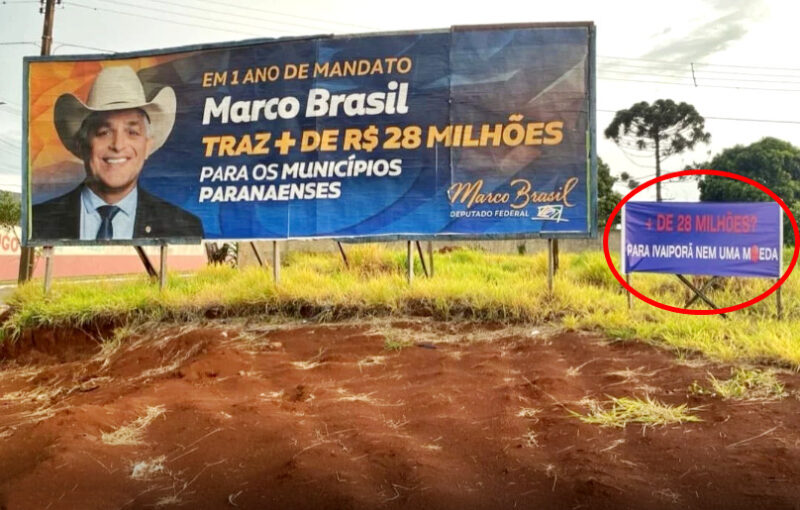 EM 1 ANO DE MANDATO
Marco Brasil
TRAZ + DE R$ 28 MILHÕES
PARA OS MUNICÍPIOS
PARANAENSES
Marco Brasil
DEPUTADO FEDERAL
+ DE 28 MILHÕES?
PARA IVAIPORÃ NEM UMA MOEDA